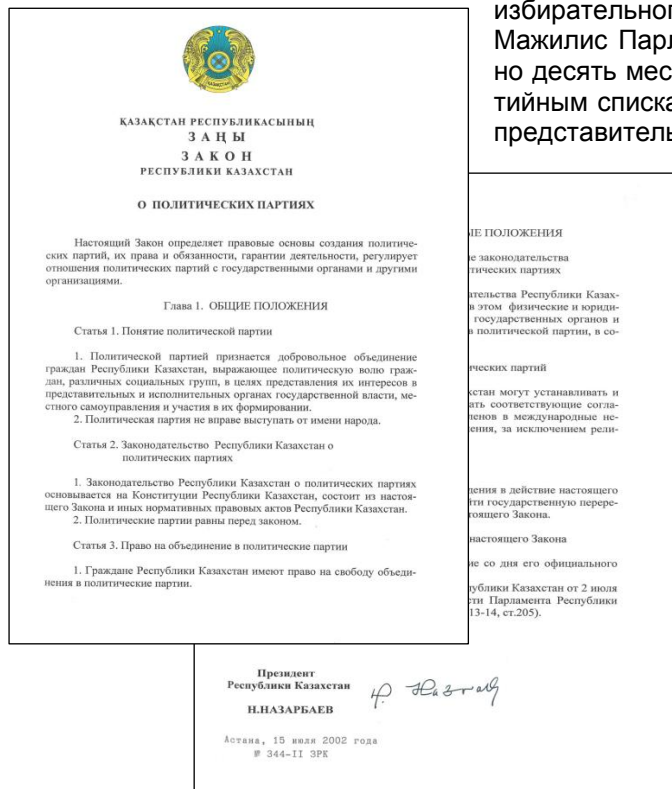 избирательног
Мажилис Парл
но десять мес
тийным списка
представитель
ҚАЗАҚСТАН РЕСПУБЛИКАСЫНЫҢ
ЗАҢЫ
ЗАКОН
РЕСПУБЛИКИ КАЗАХСТАН
О ПОЛИТИЧЕСКИХ ПАРТИЯХ
Настоящий Закон определяет правовые основы создания политиче-
ских партий, их права и обязанности, гарантии деятельности, регулирует
отношения политических партий с государственными органами и другими
организациями.
Глава 1. ОБЩИЕ ПОЛОЖЕНИЯ
Статья 1. Понятие политической партии
1. Политической партией признается добровольное объединение
граждан Республики Казахстан, выражающее политическую волю граж-
дан, различных социальных групп, в целях представления их интересов в
представительных и исполнительных органах государственной власти, ме-
стного самоуправления и участия в их формировании.
2. Политическая партия не вправе выступать от имени народа.
Статья 2. Законодательство Республики Казахстан о
политических партиях
1. Законодательство Республики Казахстан о политических партиях
основывается на Конституции Республики Казахстан, состоит из настоя-
щего Закона и иных нормативных правовых актов Республики Казахстан.
2. Политические партии равны перед законом.
Статья 3. Право на объединение в политические партии
1. Граждане Республики Казахстан имеют право на свободу объеди-
нения в политические партии.
ЫЕ ПОЛОЖЕНИЯ
е законодательства
тических партиях
ательства Республики Казах-
в этом физические и юриди-
государственных органов и
в политической партии, в со-
ических партий
хстан могут устанавливать и
ать соответствующие согла-
ленов в международные не-
ения, за исключением рели-
дения в действие настоящего
йти государственную перере-
тоящего Закона.
настоящего Закона
ие со дня его официального
ублики Казахстан от 2 июля
сти Парламента Республики
13-14, ст.205).
Президент
Республики Казахстан
Н.НАЗАРБАЕВ
Астана, 15 июля 2002 года
№ 344-II ЗРК